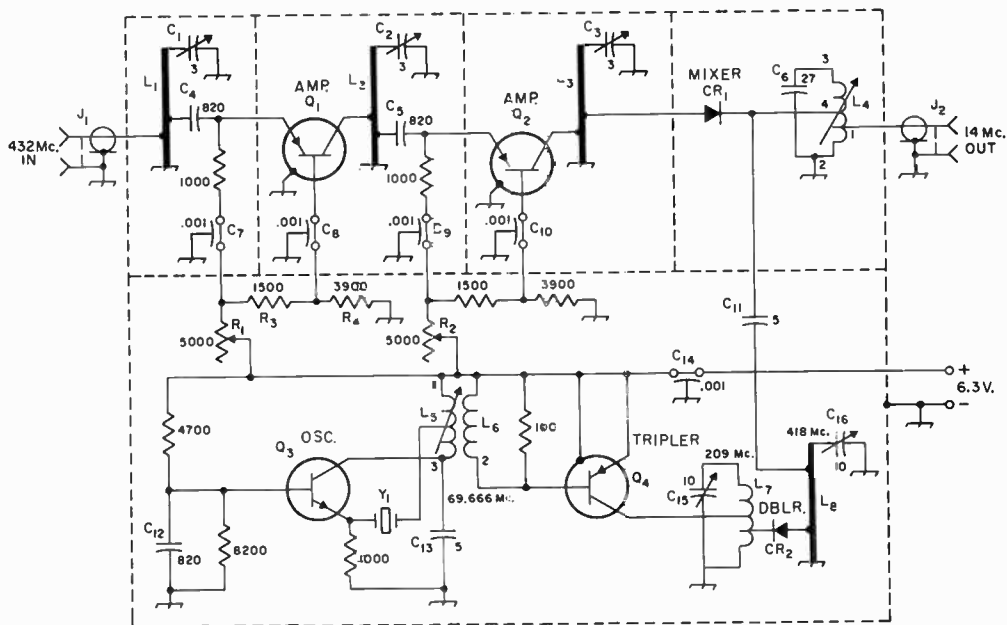 C1
3
L1
C4
820
J1
432 Mc.
IN
1000
.001
C7
AMP.
Q1
.001
C8
C2
3
L2
C5
820
1000
.001
C9
AMP.
Q2
.001
C10
C3
3
L3
MIXER
CR1
C6
27
3
4
L4
1
2
J2
14 Mc.
OUT
1500
R3
3900
R4
R1
5000
1500
3900
R2
5000
C11
5
C14
.001
+
6.3 V.
–
4700
Q3
OSC.
L5
3
L6
2
69.666 Mc.
100
TRIPLER
Q4
209 Mc.
10
C15
L7
DBLR.
CR2
418 Mc.
C16
10
L8
C12
820
8200
Y1
1000
C13
5